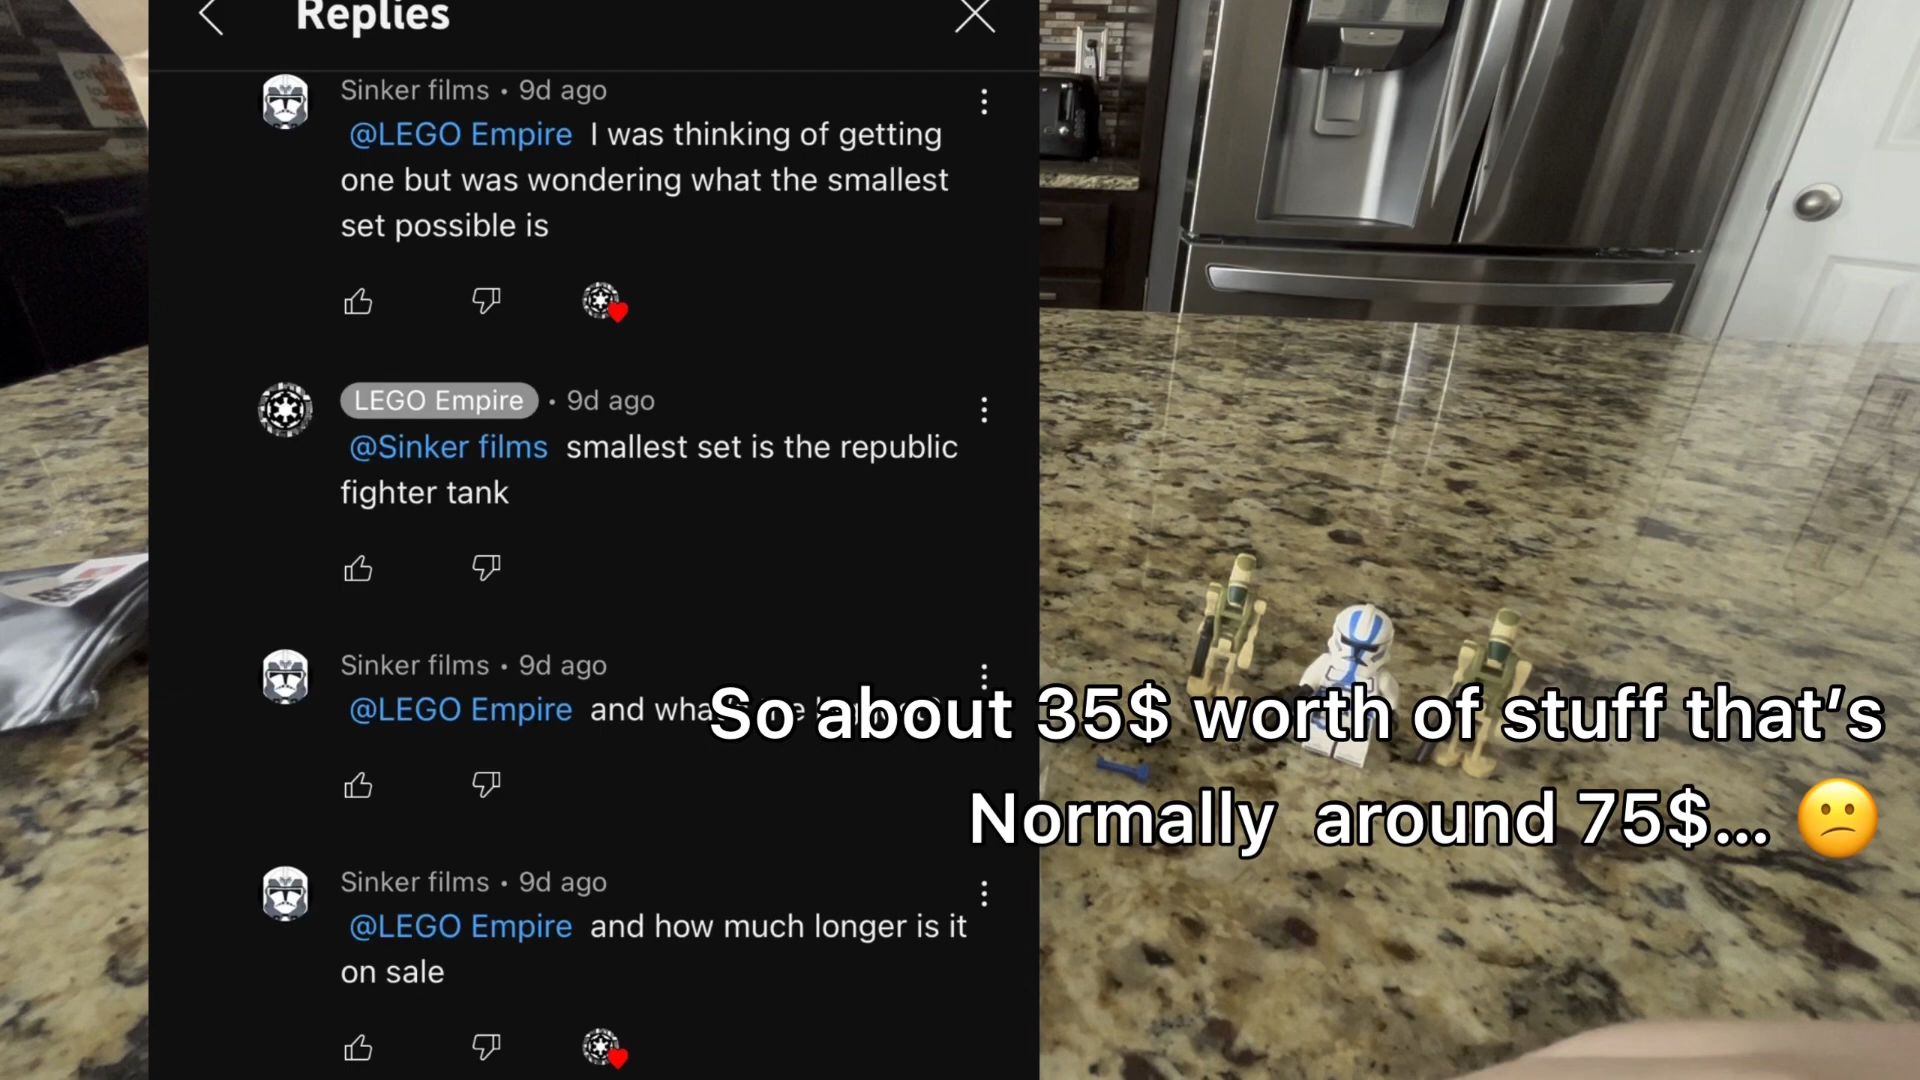 Replies
Sinker films • 9d ago
@LEGO Empire I was thinking of getting
one but was wondering what the smallest
set possible is
LEGO Empire • 9d ago
@Sinker films smallest set is the republic
fighter tank
Sinker films • 9d ago
@LEGO Empire and
So about 35$ worth of stuff that’s
Normally around 75$... 😕
Sinker films • 9d ago
@LEGO Empire and how much longer is it
on sale